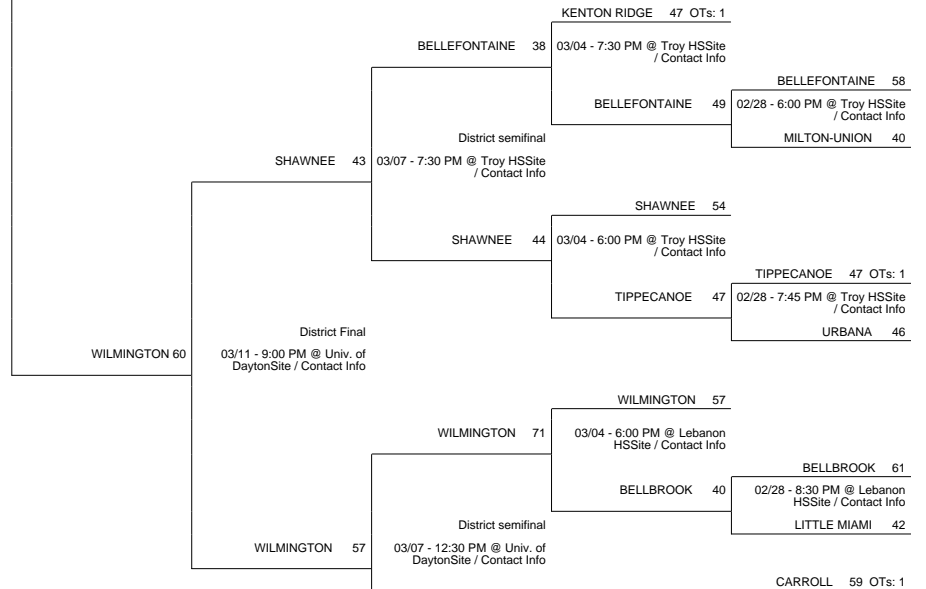 KENTON RIDGE 47 OTs: 1
BELLEFONTAINE 38
03/04 - 7:30 PM @ Troy HSSite
/ Contact Info
BELLEFONTAINE 58
BELLEFONTAINE 49
02/28 - 6:00 PM @ Troy HSSite
/ Contact Info
MILTON-UNION 40
District semifinal
SHAWNEE 43
03/07 - 7:30 PM @ Troy HSSite
/ Contact Info
SHAWNEE 54
SHAWNEE 44
03/04 - 6:00 PM @ Troy HSSite
/ Contact Info
TIPPECANOE 47 OTs: 1
TIPPECANOE 47
02/28 - 7:45 PM @ Troy HSSite
/ Contact Info
URBANA 46
District Final
WILMINGTON 60
03/11 - 9:00 PM @ Univ. of
DaytonSite / Contact Info
WILMINGTON 57
WILMINGTON 71
03/04 - 6:00 PM @ Lebanon
HSSite / Contact Info
BELLBROOK 61
BELLBROOK 40
02/28 - 8:30 PM @ Lebanon
HSSite / Contact Info
LITTLE MIAMI 42
District semifinal
WILMINGTON 57
03/07 - 12:30 PM @ Univ. of
DaytonSite / Contact Info
CARROLL 59 OTs: 1